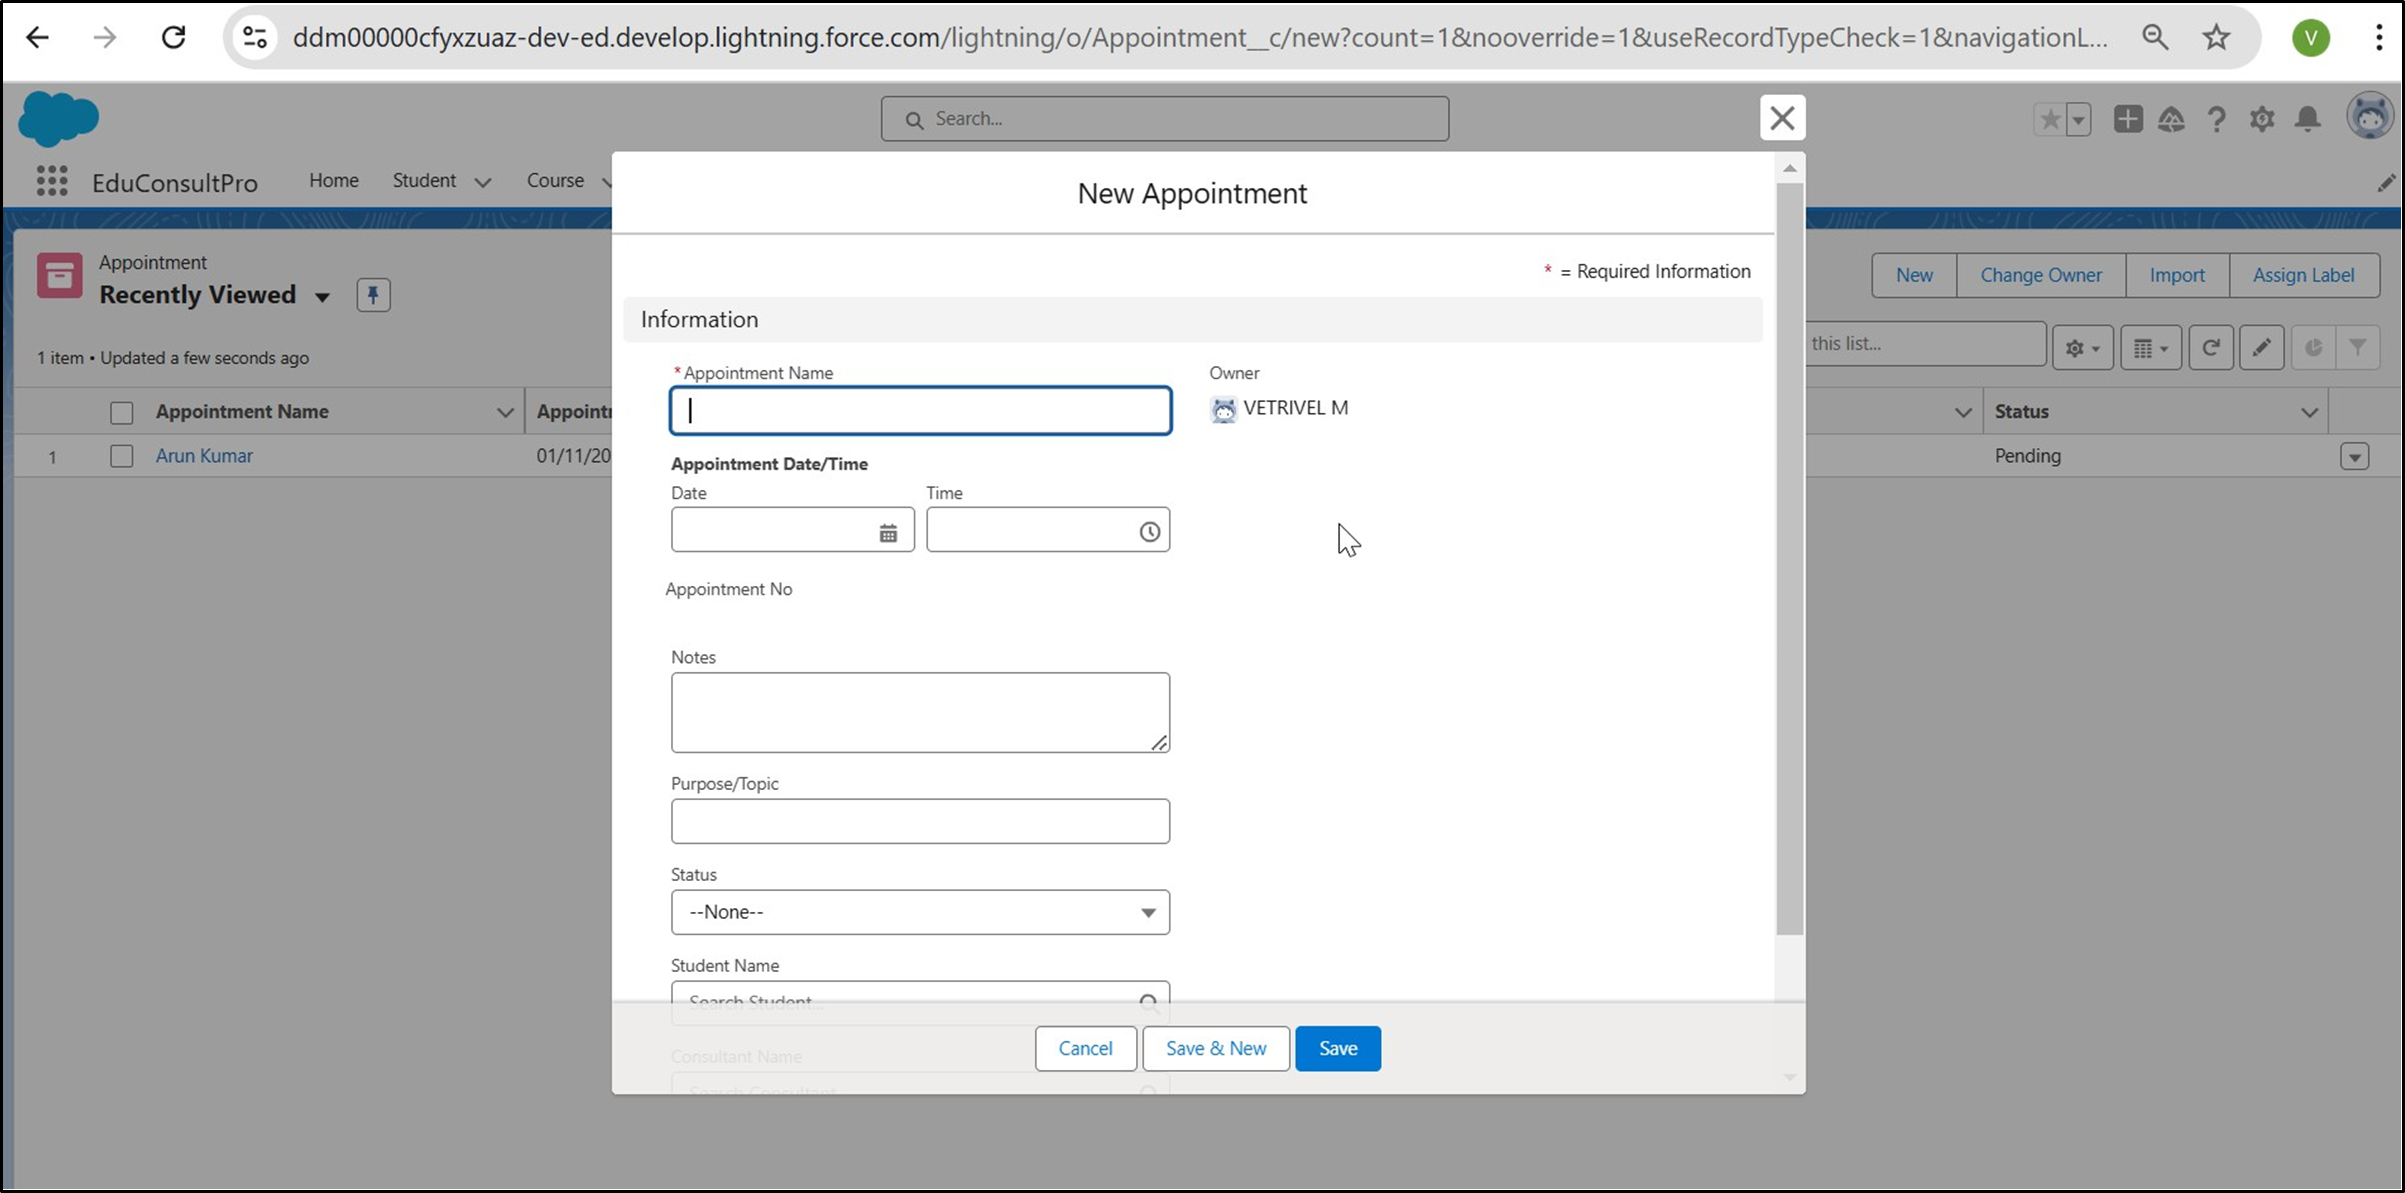 ddm00000cfyxzuaz-dev-ed.develop.lightning.force.com/lightning/o/Appointment__c/new?count=1&nooverride=1&useRecordTypeCheck=1&navigationL...
V
Search...
EduConsultPro
Home
Student
Course
New Appointment
* = Required Information
Appointment
Recently Viewed
New
Change Owner
Import
Assign Label
Information
1 item • Updated a few seconds ago
this list...
*Appointment Name
Owner
VETRIVEL M
Appointment Name
Status
1
Arun Kumar
01/11/20
Pending
Appointment Date/Time
Date
Time
Appointment No
Notes
Purpose/Topic
Status
--None--
Student Name
Search Student...
Cancel
Save & New
Save
Consultant Name
Search Consultant